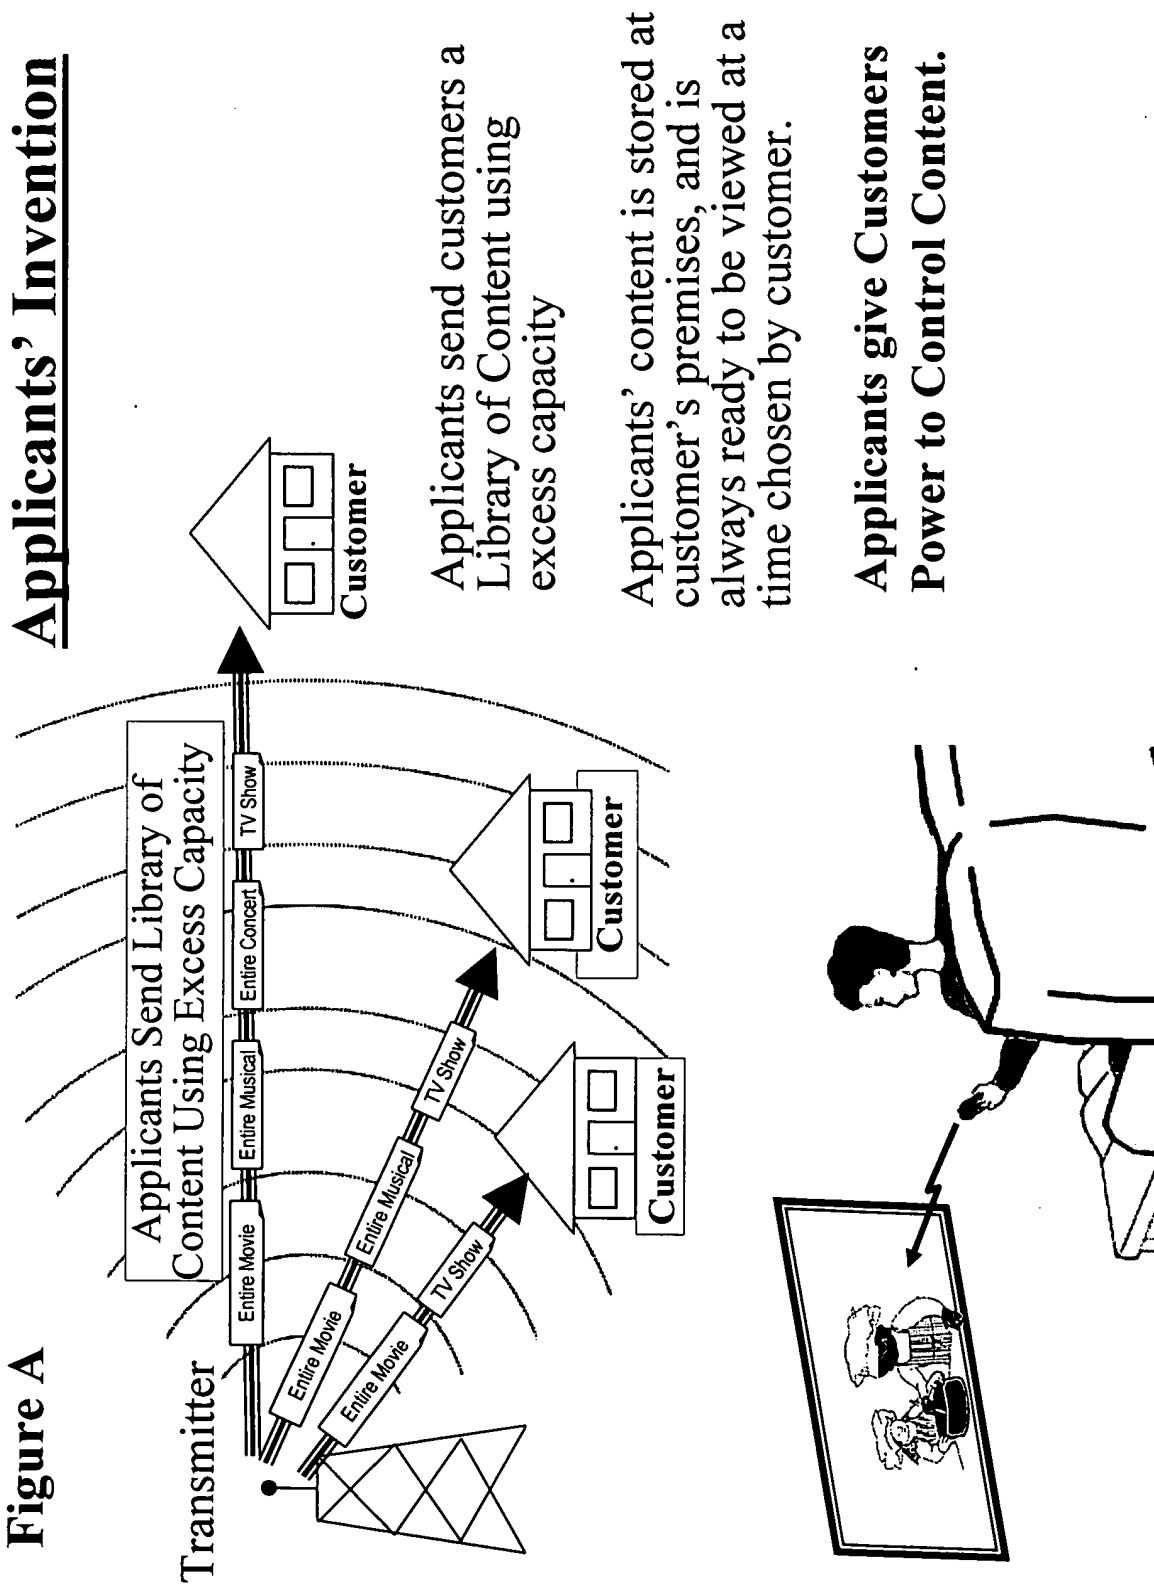 Figure A
Applicants' Invention
Transmitter
Applicants Send Library of
Content Using Excess Capacity
Entire Movie
Entire Musical
Entire Concert
TV Show
Customer
Entire Movie
Entire Musical
TV Show
Customer
Entire Movie
TV Show
Customer
Applicants send customers a
Library of Content using
excess capacity
Applicants' content is stored at
customer's premises, and is
always ready to be viewed at a
time chosen by customer.
Applicants give Customers
Power to Control Content.